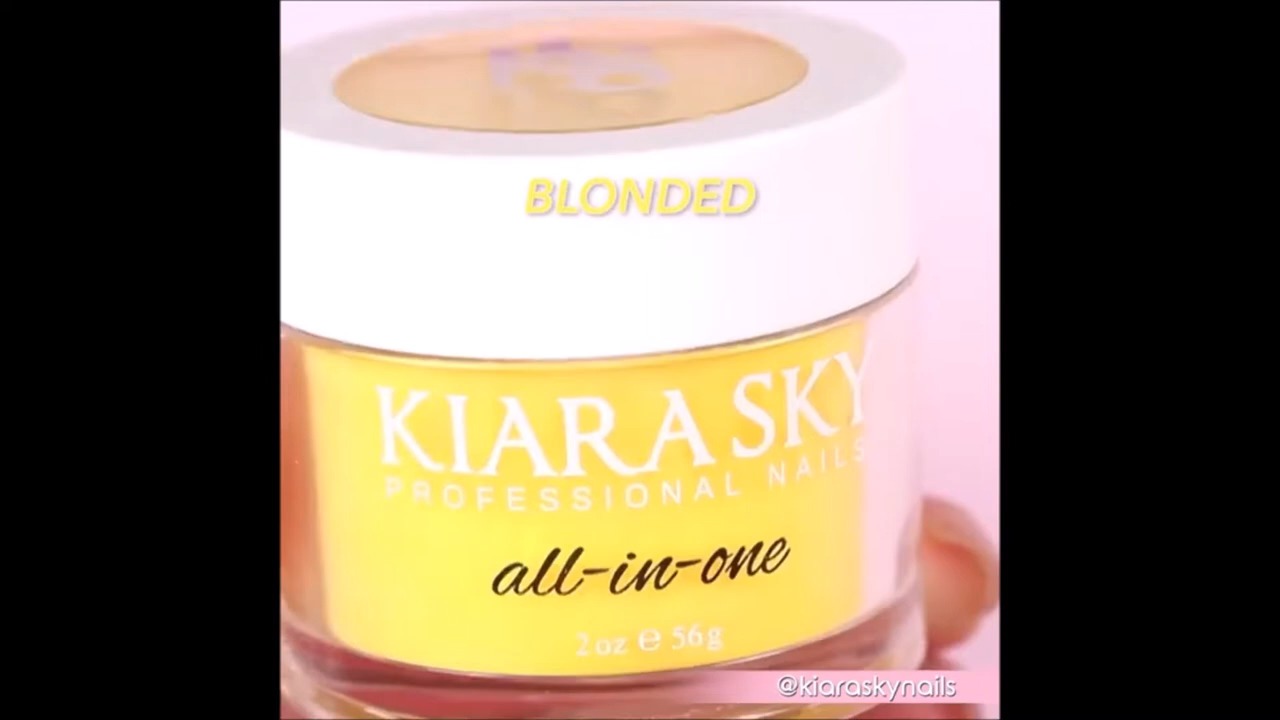 BLONDED
KIARA SKY
PROFESSIONAL NAILS
all-in-one
2 oz ℮ 56g
@kiaraskynails